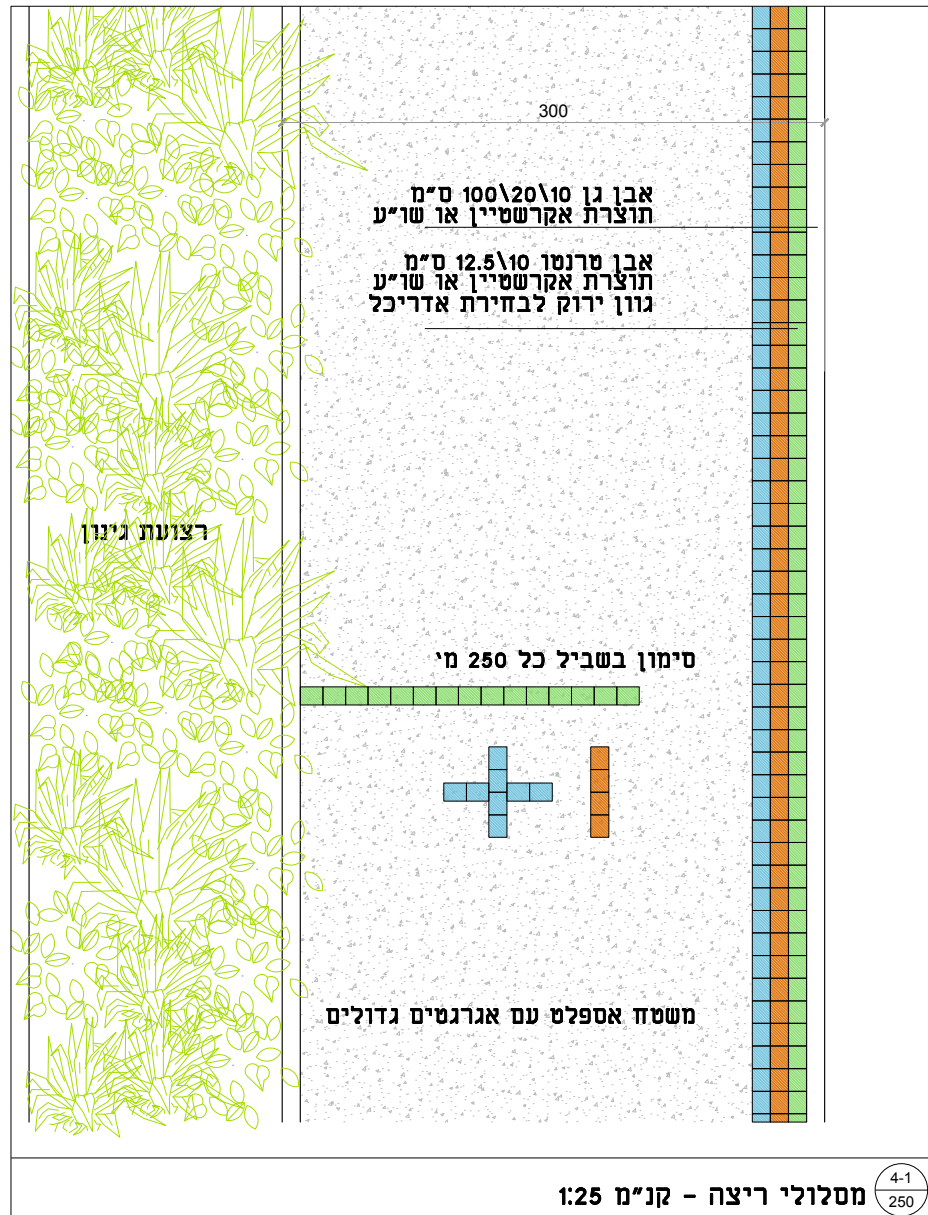 300
אבן גן 100\20\10 ס"מ
תוצרת אקרשטיין או שו"ע
אבן טרנטו 12.5\10 ס"מ
תוצרת אקרשטיין או שו"ע
גוון ירוק לבחירת אדריכל
רצועת גינון
סימון בשביל כל 250 מ'
משטח אספלט עם אגרגטים גדולים
מסלולי ריצה - קנ"מ 1:25
4-1
250